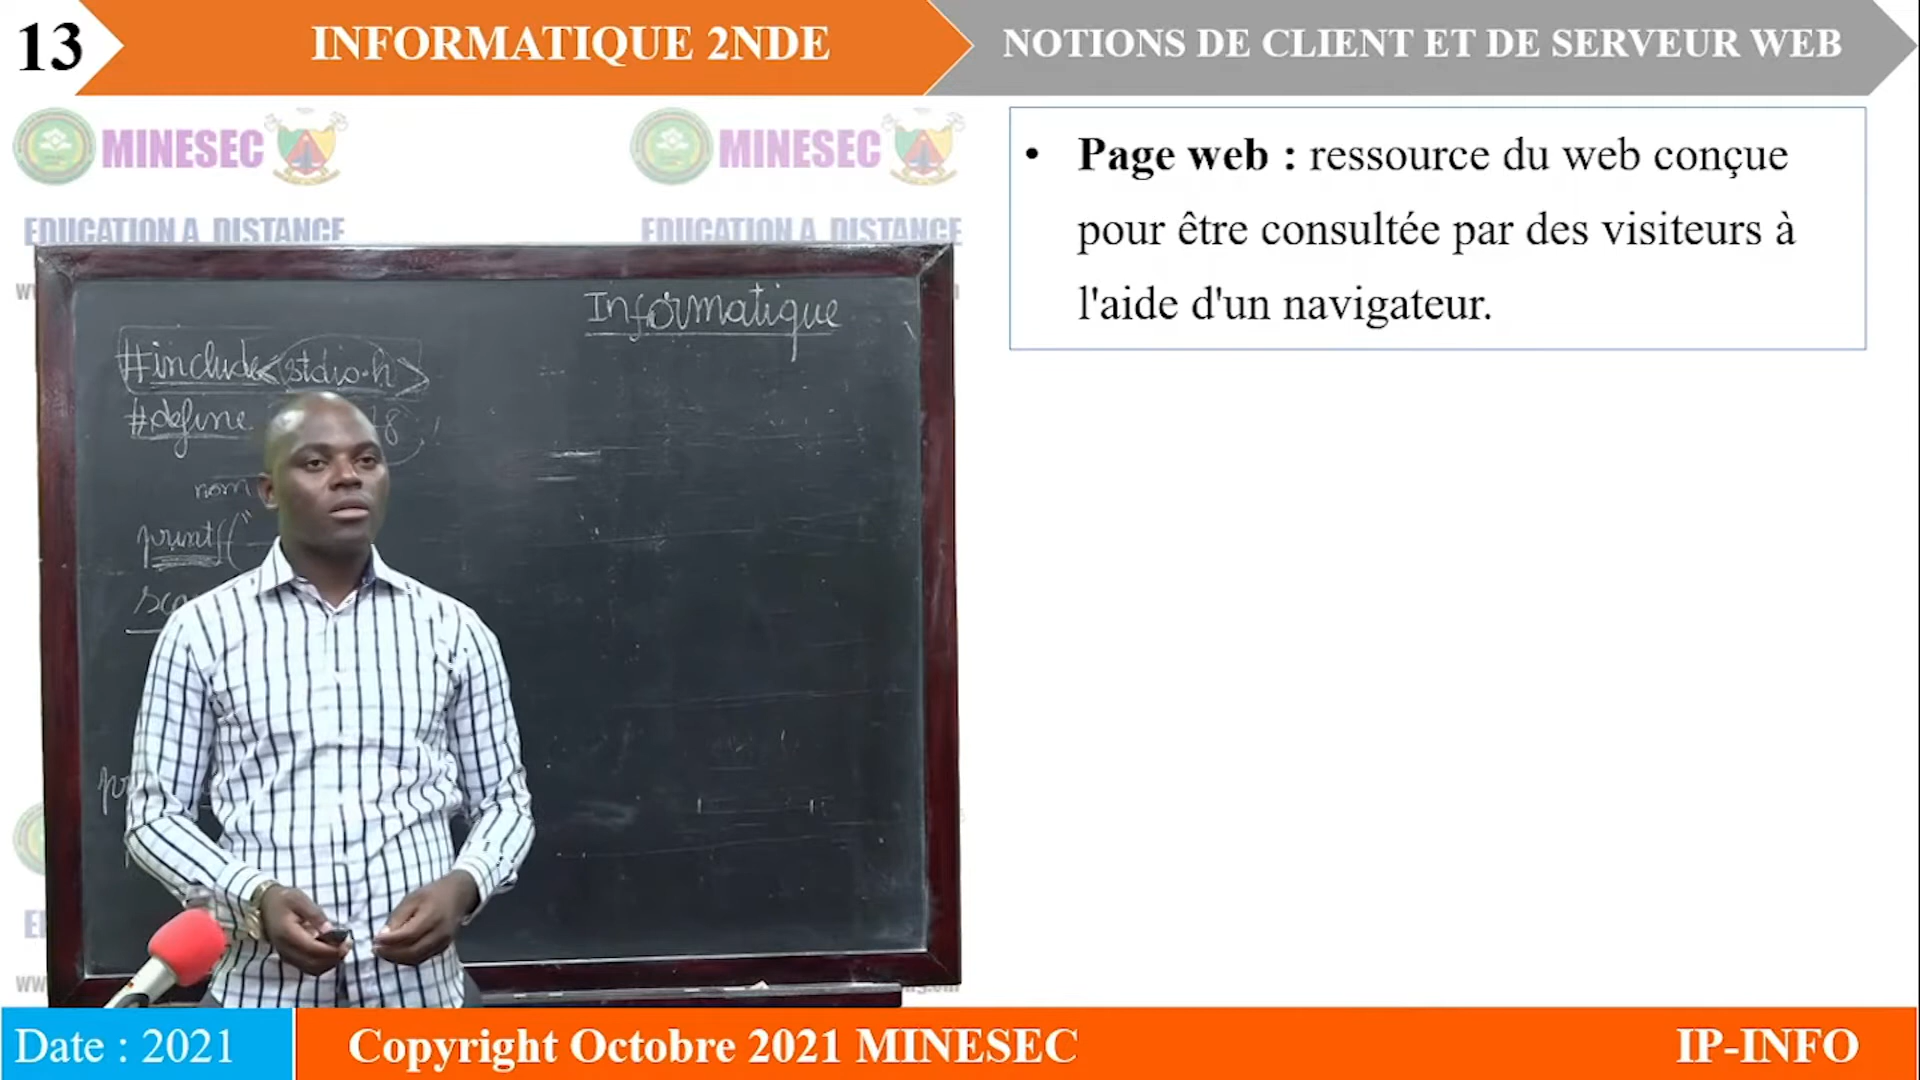 13
INFORMATIQUE 2NDE
NOTIONS DE CLIENT ET DE SERVEUR WEB
MINESEC
MINESEC
EDUCATION A DISTANCE
EDUCATION A DISTANCE
• Page web : ressource du web conçue
pour être consultée par des visiteurs à
l'aide d'un navigateur.
Informatique
#include<stdio.h>
#define
nom
printf("
Date : 2021
Copyright Octobre 2021 MINESEC
IP-INFO